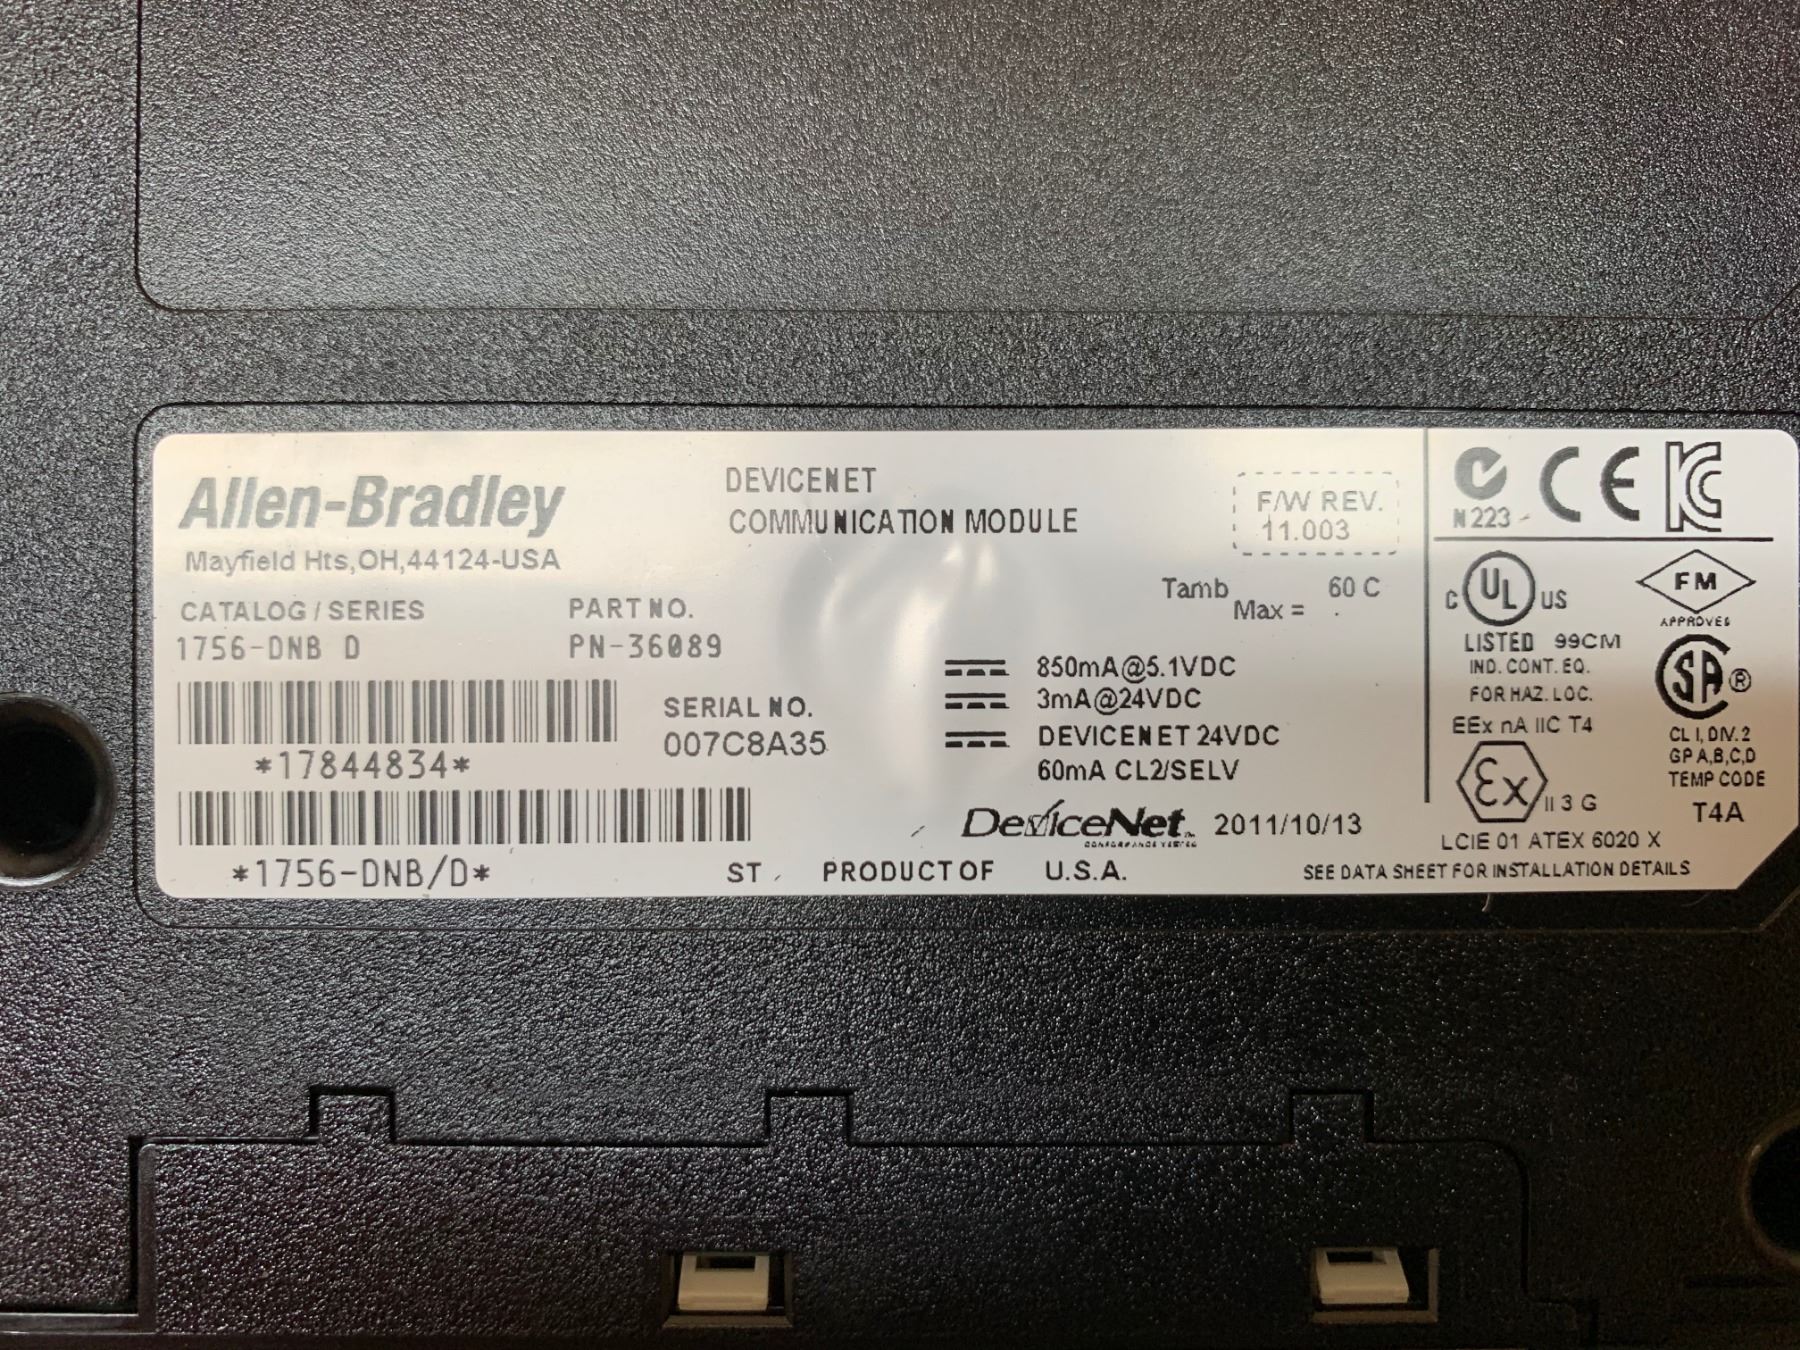 Allen-Bradley
Mayfield Hts,OH,44124-USA
CATALOG / SERIES
1756-DNB D
PART NO.
PN-36089
*17844834*
SERIAL NO.
007C8A35
*1756-DNB/D*
DEVICENET
COMMUNICATION MODULE
F/W REV.
11.003
Tamb Max = 60 C
850mA@5.1VDC
3mA@24VDC
DEVICENET 24VDC
60mA CL2/SELV
DeviceNet 2011/10/13
CONFORMANCE TESTED
ST PRODUCT OF U.S.A.
N223
CE
KC
C UL US
LISTED 99CM
IND. CONT. EQ.
FOR HAZ. LOC.
EEx nA IIC T4
Ex II 3 G
FM
APPROVED
SA ®
CL I, DIV. 2
GP A,B,C,D
TEMP CODE
T4A
LCIE 01 ATEX 6020 X
SEE DATA SHEET FOR INSTALLATION DETAILS